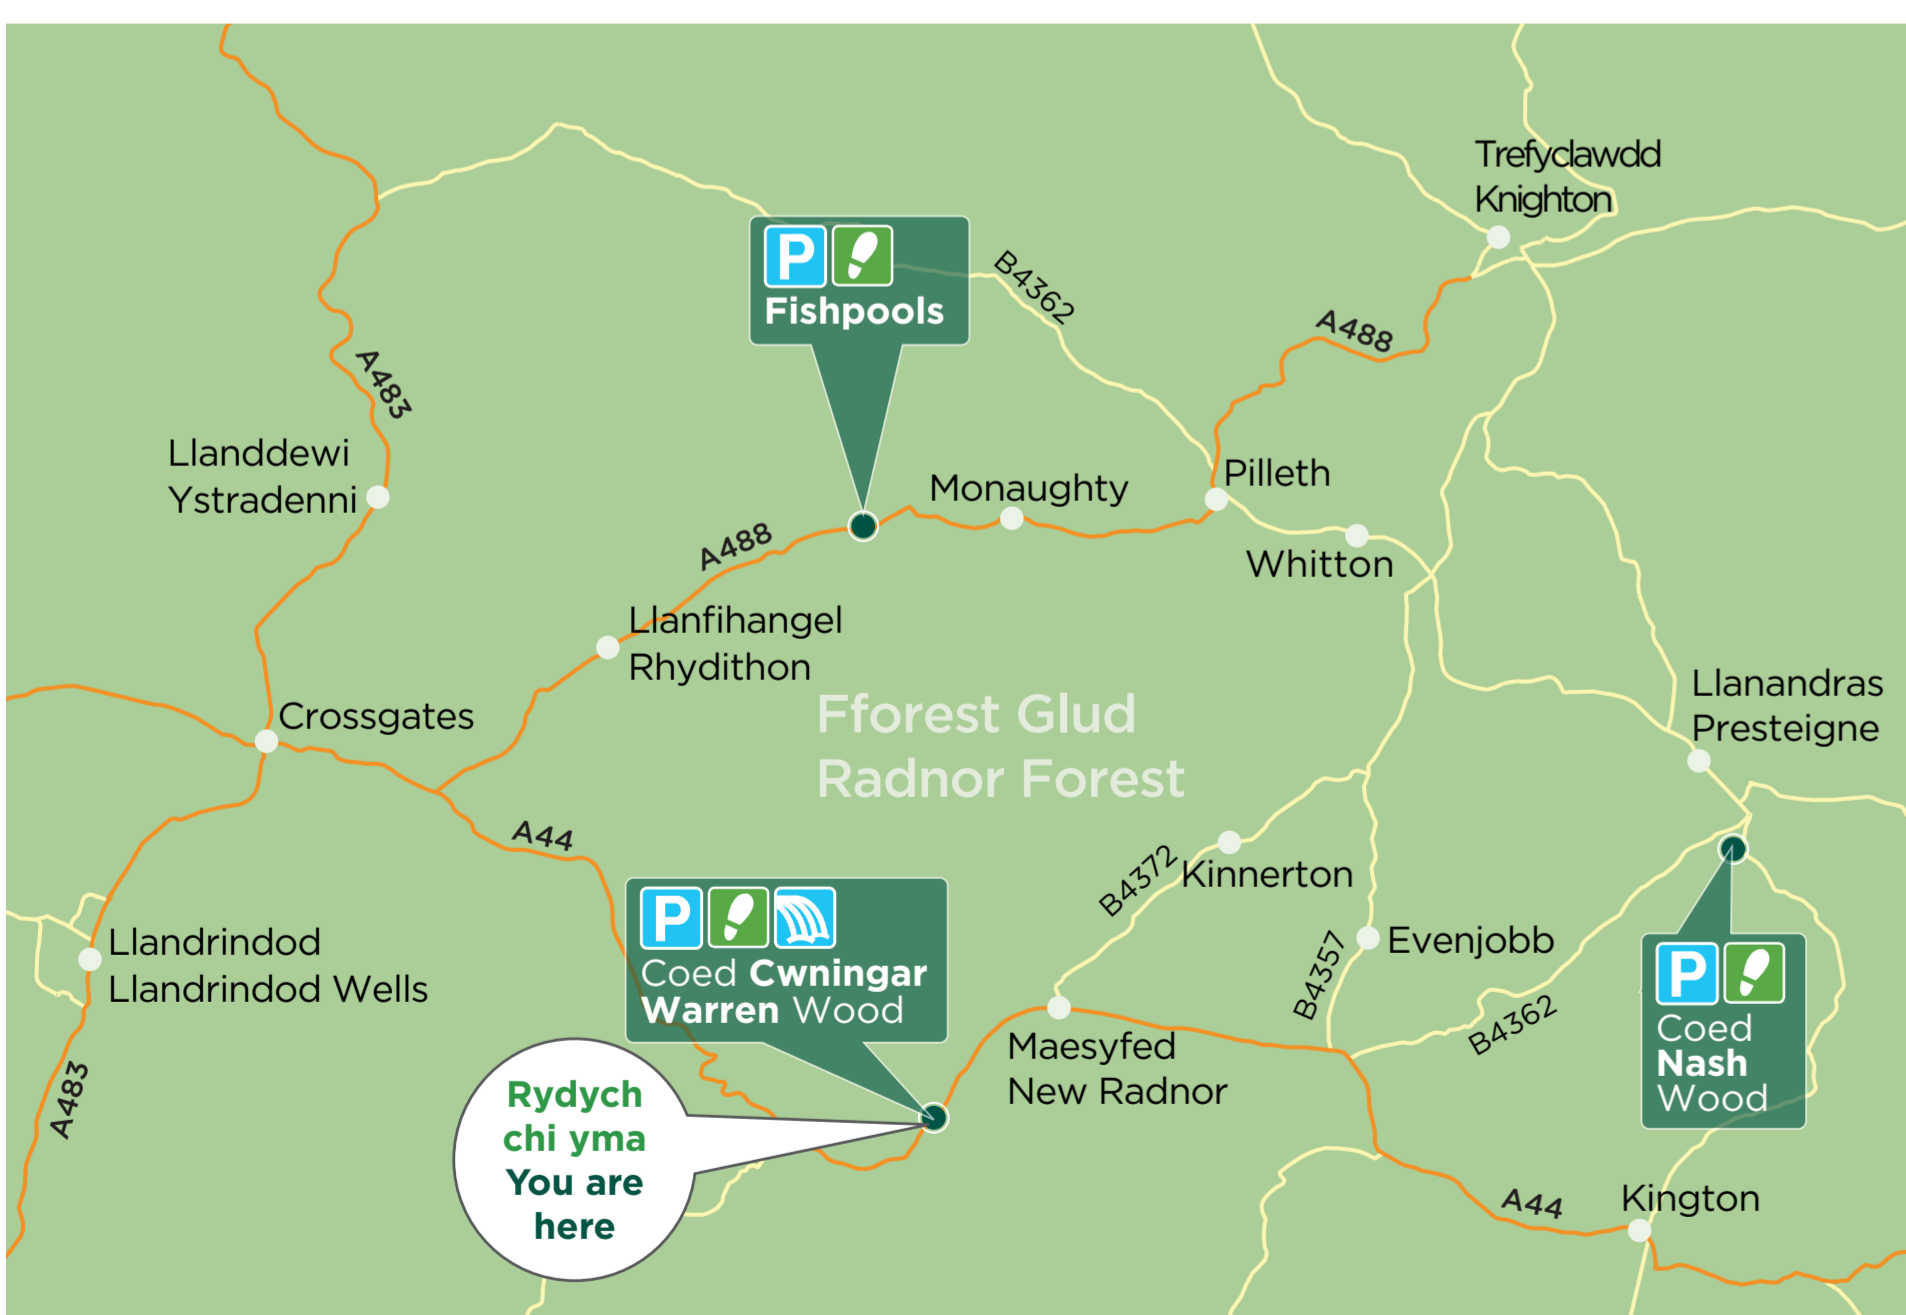 Trefyclawdd
Knighton
P
Fishpools
B4362
A488
A483
Llanddewi
Ystradenni
Monaughty
Pilleth
A488
Whitton
Llanfihangel
Rhydithon
Crossgates
Fforest Glud
Radnor Forest
Llanandras
Presteigne
A44
B4372
Kinnerton
P
Coed Cwningar
Warren Wood
Llandrindod
Llandrindod Wells
Evenjobb
B4357
B4362
P
Coed
Nash
Wood
Maesyfed
New Radnor
A483
Rydych
chi yma
You are
here
A44
Kington